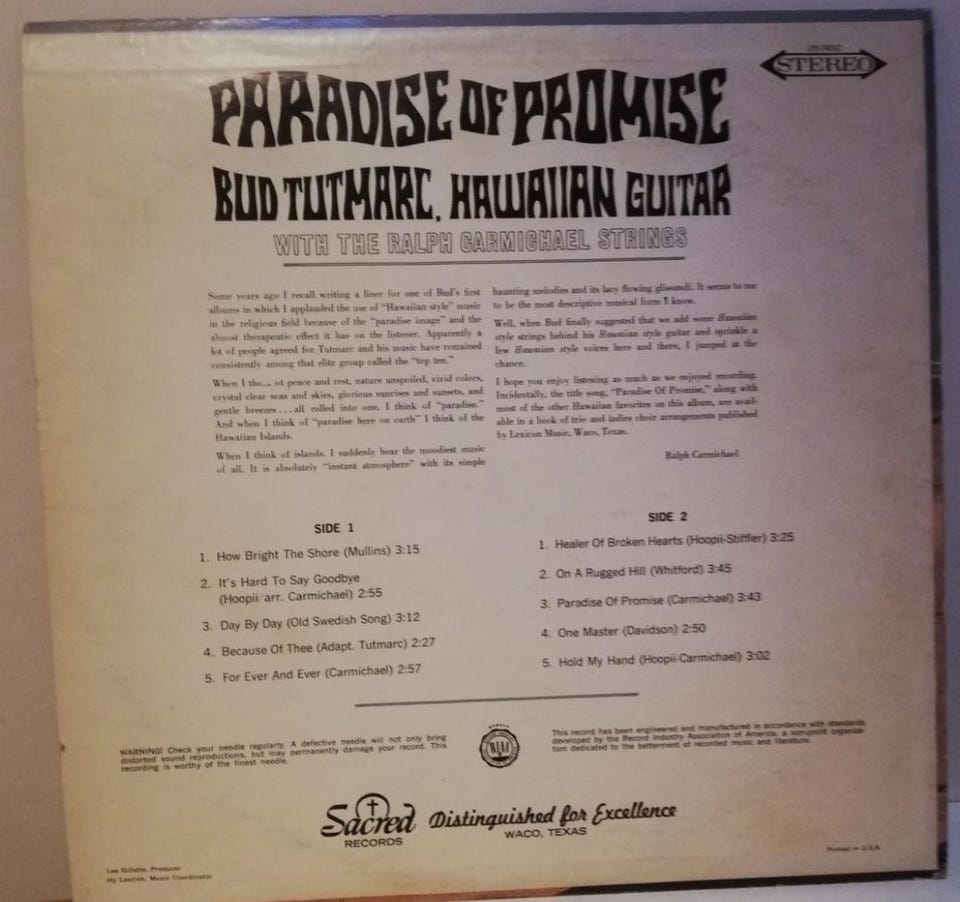 STEREO
PARADISE OF PROMISE
BUD TUTMARC, HAWAIIAN GUITAR
WITH THE RALPH CARMICHAEL STRINGS
Some years ago I recall writing a liner for one of Bud's first
albums in which I applauded the use of "Hawaiian style" music
in the religious field because of the "paradise image" and the
almost therapeutic effect it has on the listener. Apparently a
lot of people agreed for Tutmarc and his music have remained
consistently among that elite group called the "top ten."
When I of peace and rest, nature unspoiled, vivid colors,
crystal clear seas and skies, glorious sunrises and sunsets, and
gentle breezes...all rolled into one, I think of "paradise."
And when I think of "paradise here on earth" I think of the
Hawaiian Islands.
When I think of islands, I suddenly hear the moodiest music
of all. It is absolutely "instant atmosphere" with its simple
haunting melodies and its lacy flowing glissandi. It seems to me
to be the most descriptive musical form I know.
Well, when Bud finally suggested that we add some Hawaiian
style strings behind his Hawaiian style guitar and sprinkle a
few Hawaiian style voices here and there, I jumped at the
chance.
I hope you enjoy listening as much as we enjoyed recording.
Incidentally, the title song, "Paradise Of Promise," along with
most of the other Hawaiian favorites on this album, are avail-
able in a book of trio and ladies choir arrangements published
by Lexicon Music, Waco, Texas.
Ralph Carmichael
SIDE 1
1. How Bright The Shore (Mullins) 3:15
2. It's Hard To Say Goodbye
(Hoopii arr. Carmichael) 2:55
3. Day By Day (Old Swedish Song) 3:12
4. Because Of Thee (Adapt. Tutmarc) 2:27
5. For Ever And Ever (Carmichael) 2:57
SIDE 2
1. Healer Of Broken Hearts (Hoopii-Stiffler) 3:25
2. On A Rugged Hill (Whitford) 3:45
3. Paradise Of Promise (Carmichael) 3:43
4. One Master (Davidson) 2:50
5. Hold My Hand (Hoopii-Carmichael) 3:02
WARNING! Check your needle regularly. A defective needle will not only bring
distorted sound reproductions, but may permanently damage your record. This
recording is worthy of the finest needle.
RIAA
This record has been engineered and manufactured in accordance with standards
developed by the Record Industry Association of America, a non-profit organiza-
tion dedicated to the betterment of recorded music and literature.
Sacred Distinguished for Excellence
RECORDS
WACO, TEXAS
Printed in U.S.A.
Lee Gillette, Producer
Hy Lesnick, Music Coordinator